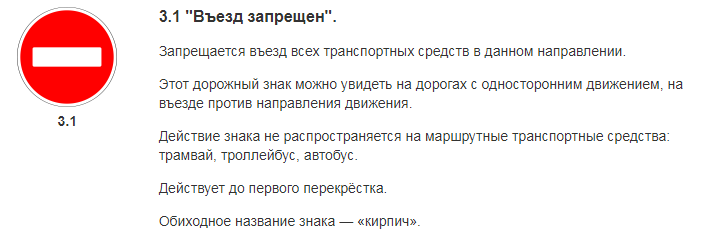 3.1 "Въезд запрещен".
Запрещается въезд всех транспортных средств в данном направлении.
Этот дорожный знак можно увидеть на дорогах с односторонним движением, на
въезде против направления движения.
3.1
Действие знака не распространяется на маршрутные транспортные средства:
трамвай, троллейбус, автобус.
Действует до первого перекрёстка.
Обиходное название знака — «кирпич».